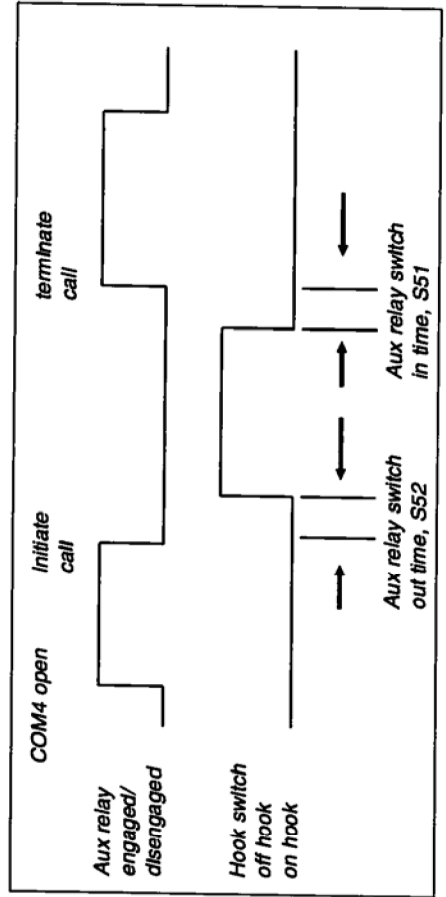 COM4 open
Initiate
call
terminate
call
Aux relay
engaged/
disengaged
Hook switch
off hook
on hook
Aux relay switch
out time, S52
Aux relay switch
in time, S51